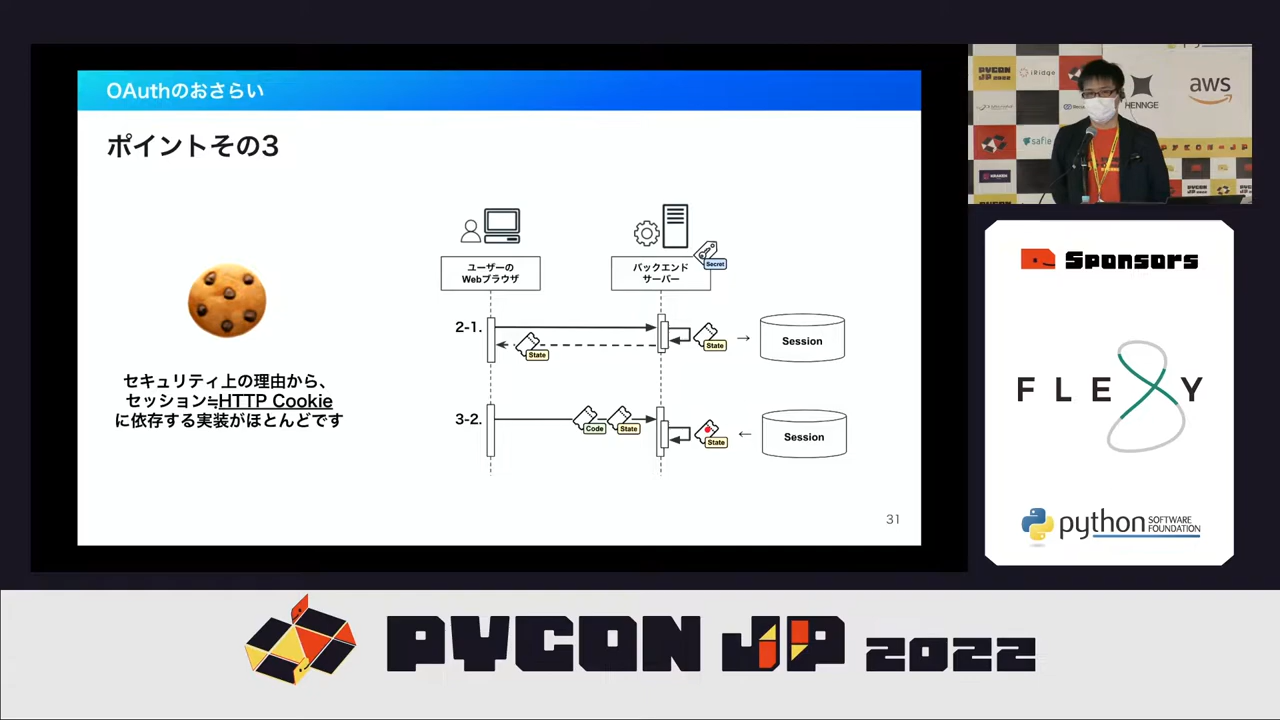 OAuthのおさらい
ポイントその3
セキュリティ上の理由から、
セッション≒HTTP Cookie
に依存する実装がほとんどです
ユーザーの
Webブラウザ
バックエンド
サーバー
Secret
2-1.
State
State
→
Session
3-2.
Code
State
State
←
Session
31
PYCON
JP 2022
iRidge
HENNGE
aws
safie
Sponsors
FLEXY
python
SOFTWARE
FOUNDATION
PYCON JP 2022